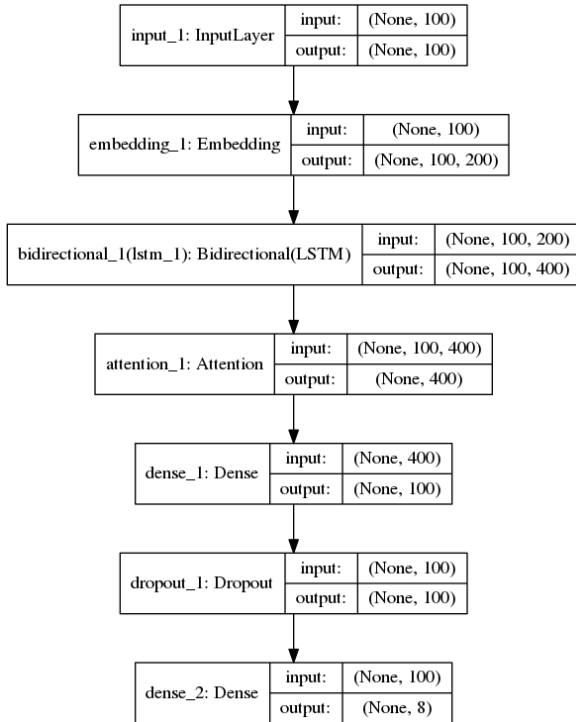 input_1: InputLayer
input: (None, 100)
output: (None, 100)
embedding_1: Embedding
input: (None, 100)
output: (None, 100, 200)
bidirectional_1(lstm_1): Bidirectional(LSTM)
input: (None, 100, 200)
output: (None, 100, 400)
attention_1: Attention
input: (None, 100, 400)
output: (None, 400)
dense_1: Dense
input: (None, 400)
output: (None, 100)
dropout_1: Dropout
input: (None, 100)
output: (None, 100)
dense_2: Dense
input: (None, 100)
output: (None, 8)